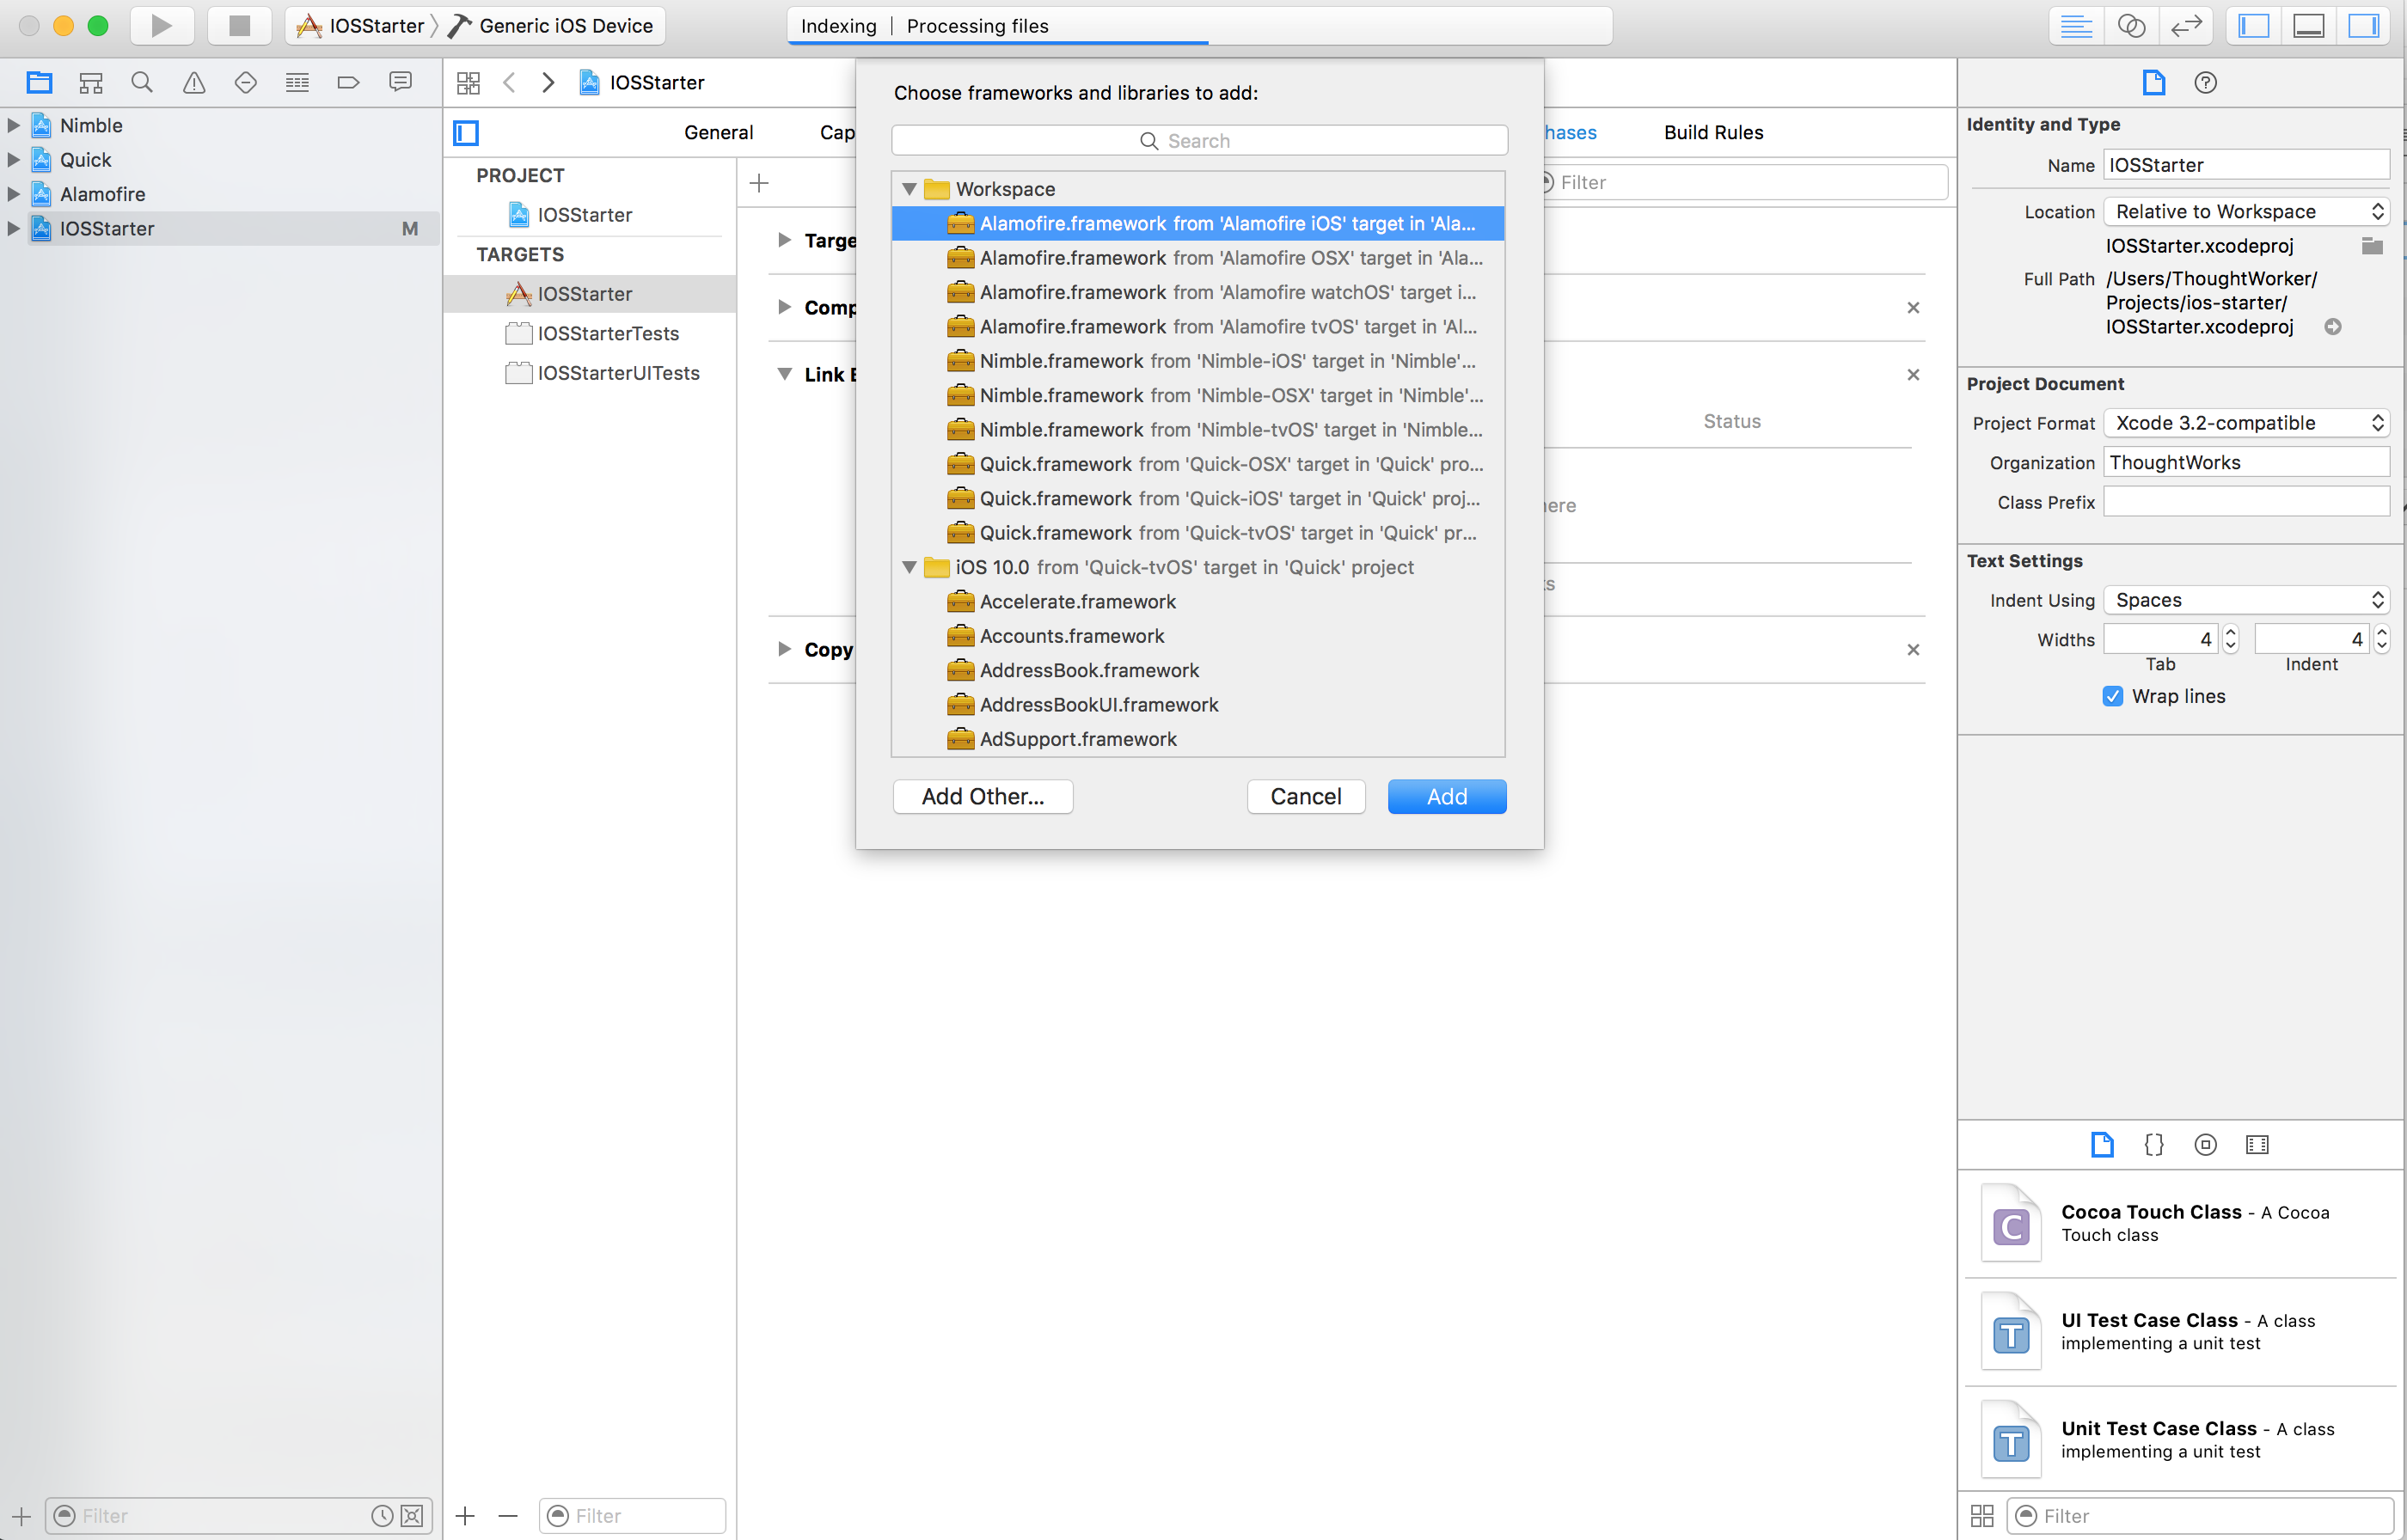 IOSStarter
Generic iOS Device
Indexing | Processing files
Nimble
Quick
Alamofire
IOSStarter M
IOSStarter
General Cap
hases Build Rules
PROJECT
IOSStarter
TARGETS
IOSStarter
IOSStarterTests
IOSStarterUITests
Filter
Targe
Comp
Link B
Status
Copy
Choose frameworks and libraries to add:
Search
Workspace
Alamofire.framework from 'Alamofire iOS' target in 'Ala...
Alamofire.framework from 'Alamofire OSX' target in 'Ala...
Alamofire.framework from 'Alamofire watchOS' target i...
Alamofire.framework from 'Alamofire tvOS' target in 'Al...
Nimble.framework from 'Nimble-iOS' target in 'Nimble'...
Nimble.framework from 'Nimble-OSX' target in 'Nimble'...
Nimble.framework from 'Nimble-tvOS' target in 'Nimble...
Quick.framework from 'Quick-OSX' target in 'Quick' pro...
Quick.framework from 'Quick-iOS' target in 'Quick' proj...
Quick.framework from 'Quick-tvOS' target in 'Quick' pr...
iOS 10.0 from 'Quick-tvOS' target in 'Quick' project
Accelerate.framework
Accounts.framework
AddressBook.framework
AddressBookUI.framework
AdSupport.framework
Add Other...
Cancel
Add
Identity and Type
Name IOSStarter
Location Relative to Workspace
IOSStarter.xcodeproj
Full Path /Users/ThoughtWorker/
Projects/ios-starter/
IOSStarter.xcodeproj
Project Document
Project Format Xcode 3.2-compatible
Organization ThoughtWorks
Class Prefix
Text Settings
Indent Using Spaces
Widths 4 4
Tab Indent
Wrap lines
Cocoa Touch Class - A Cocoa
Touch class
UI Test Case Class - A class
implementing a unit test
Unit Test Case Class - A class
implementing a unit test
Filter
Filter
Filter